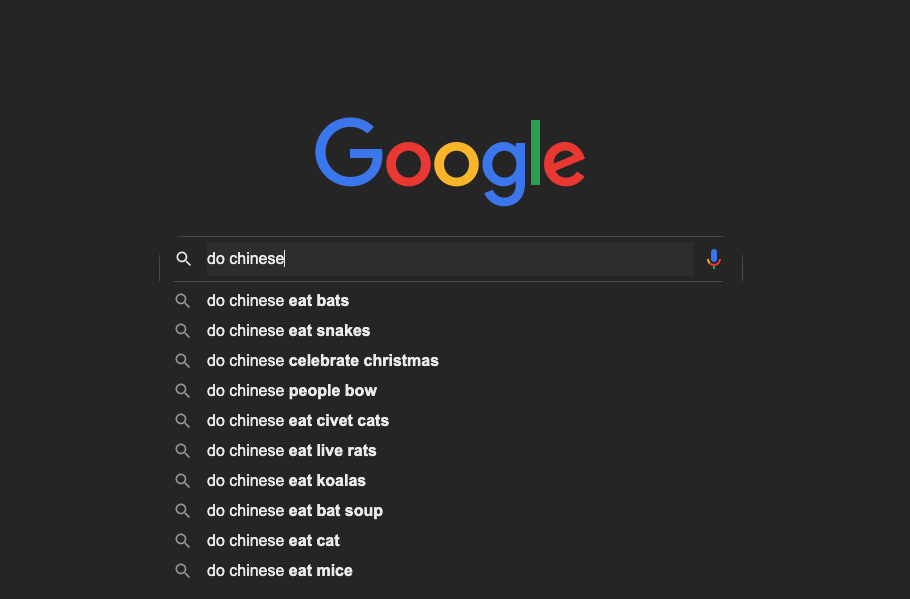 Google
do chinese
do chinese eat bats
do chinese eat snakes
do chinese celebrate christmas
do chinese people bow
do chinese eat civet cats
do chinese eat live rats
do chinese eat koalas
do chinese eat bat soup
do chinese eat cat
do chinese eat mice